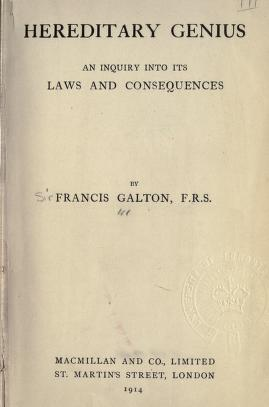 HEREDITARY GENIUS
AN INQUIRY INTO ITS
LAWS AND CONSEQUENCES
BY
Sir FRANCIS GALTON, F.R.S.
MACMILLAN AND CO., LIMITED
ST. MARTIN'S STREET, LONDON
1914